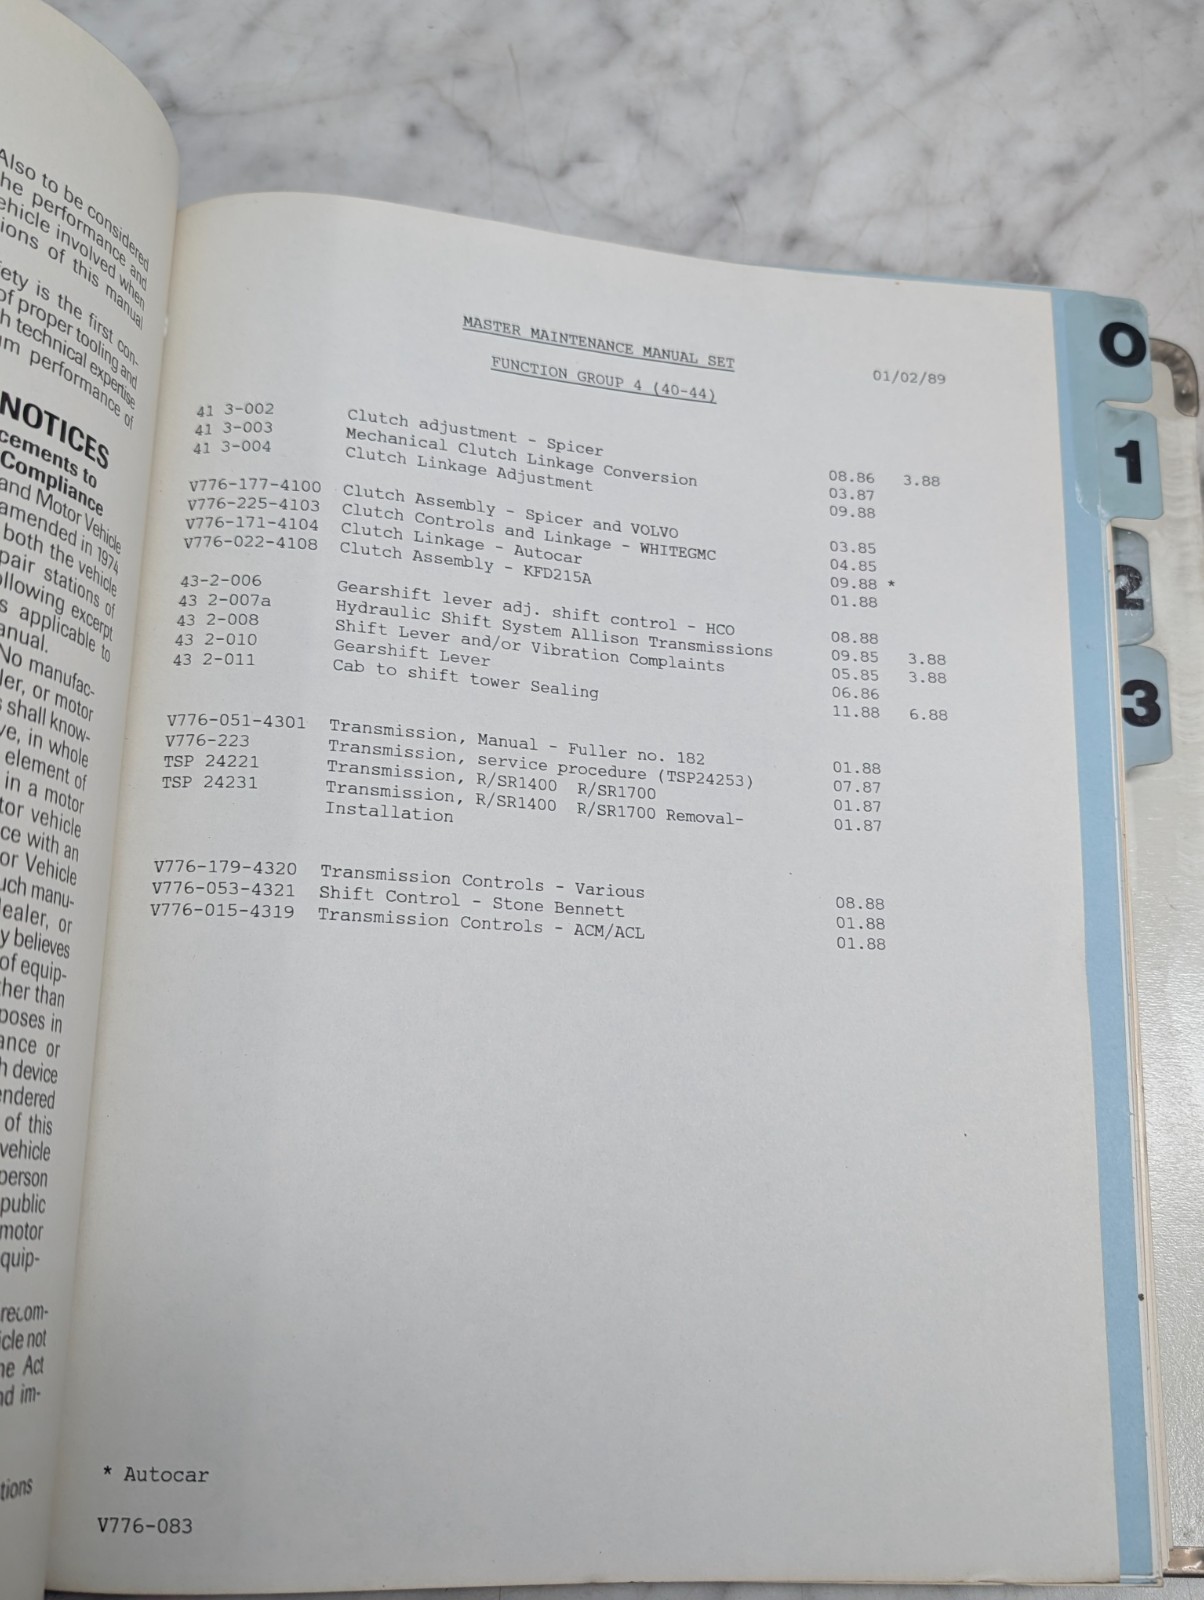 Also to be considered
he performance and
ehicle involved when
ions of this manual
ety is the first con-
of proper tooling and
h technical expertise
um performance of
NOTICES
cements to
Compliance
and Motor Vehicle
amended in 1974
both the vehicle
pair stations of
ollowing excerpt
s applicable to
anual.
No manufac-
ler, or motor
s shall know-
ve, in whole
element of
in a motor
tor vehicle
ce with an
or Vehicle
uch manu-
dealer, or
y believes
of equip-
ther than
poses in
ance or
h device
endered
of this
vehicle
person
public
motor
quip-
recom-
icle not
he Act
nd im-
tions
MASTER MAINTENANCE MANUAL SET
FUNCTION GROUP 4 (40-44) 01/02/89
41 3-002 Clutch adjustment - Spicer 08.86 3.88
41 3-003 Mechanical Clutch Linkage Conversion 03.87
41 3-004 Clutch Linkage Adjustment 09.88
V776-177-4100 Clutch Assembly - Spicer and VOLVO 03.85
V776-225-4103 Clutch Controls and Linkage - WHITEGMC 04.85
V776-171-4104 Clutch Linkage - Autocar 09.88 *
V776-022-4108 Clutch Assembly - KFD215A 01.88
43-2-006 Gearshift lever adj. shift control - HCO 08.88
43 2-007a Hydraulic Shift System Allison Transmissions 09.85 3.88
43 2-008 Shift Lever and/or Vibration Complaints 05.85 3.88
43 2-010 Gearshift Lever 06.86
43 2-011 Cab to shift tower Sealing 11.88 6.88
V776-051-4301 Transmission, Manual - Fuller no. 182 01.88
V776-223 Transmission, service procedure (TSP24253) 07.87
TSP 24221 Transmission, R/SR1400 R/SR1700 01.87
TSP 24231 Transmission, R/SR1400 R/SR1700 Removal- 01.87
Installation
V776-179-4320 Transmission Controls - Various 08.88
V776-053-4321 Shift Control - Stone Bennett 01.88
V776-015-4319 Transmission Controls - ACM/ACL 01.88
* Autocar
V776-083
0
1
2
3